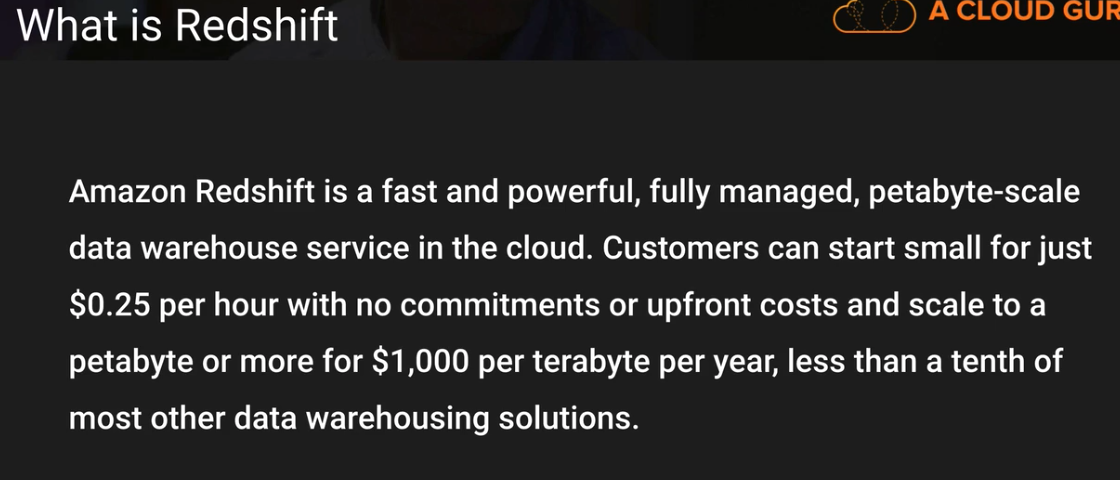 What is Redshift
A CLOUD GUR
Amazon Redshift is a fast and powerful, fully managed, petabyte-scale
data warehouse service in the cloud. Customers can start small for just
$0.25 per hour with no commitments or upfront costs and scale to a
petabyte or more for $1,000 per terabyte per year, less than a tenth of
most other data warehousing solutions.